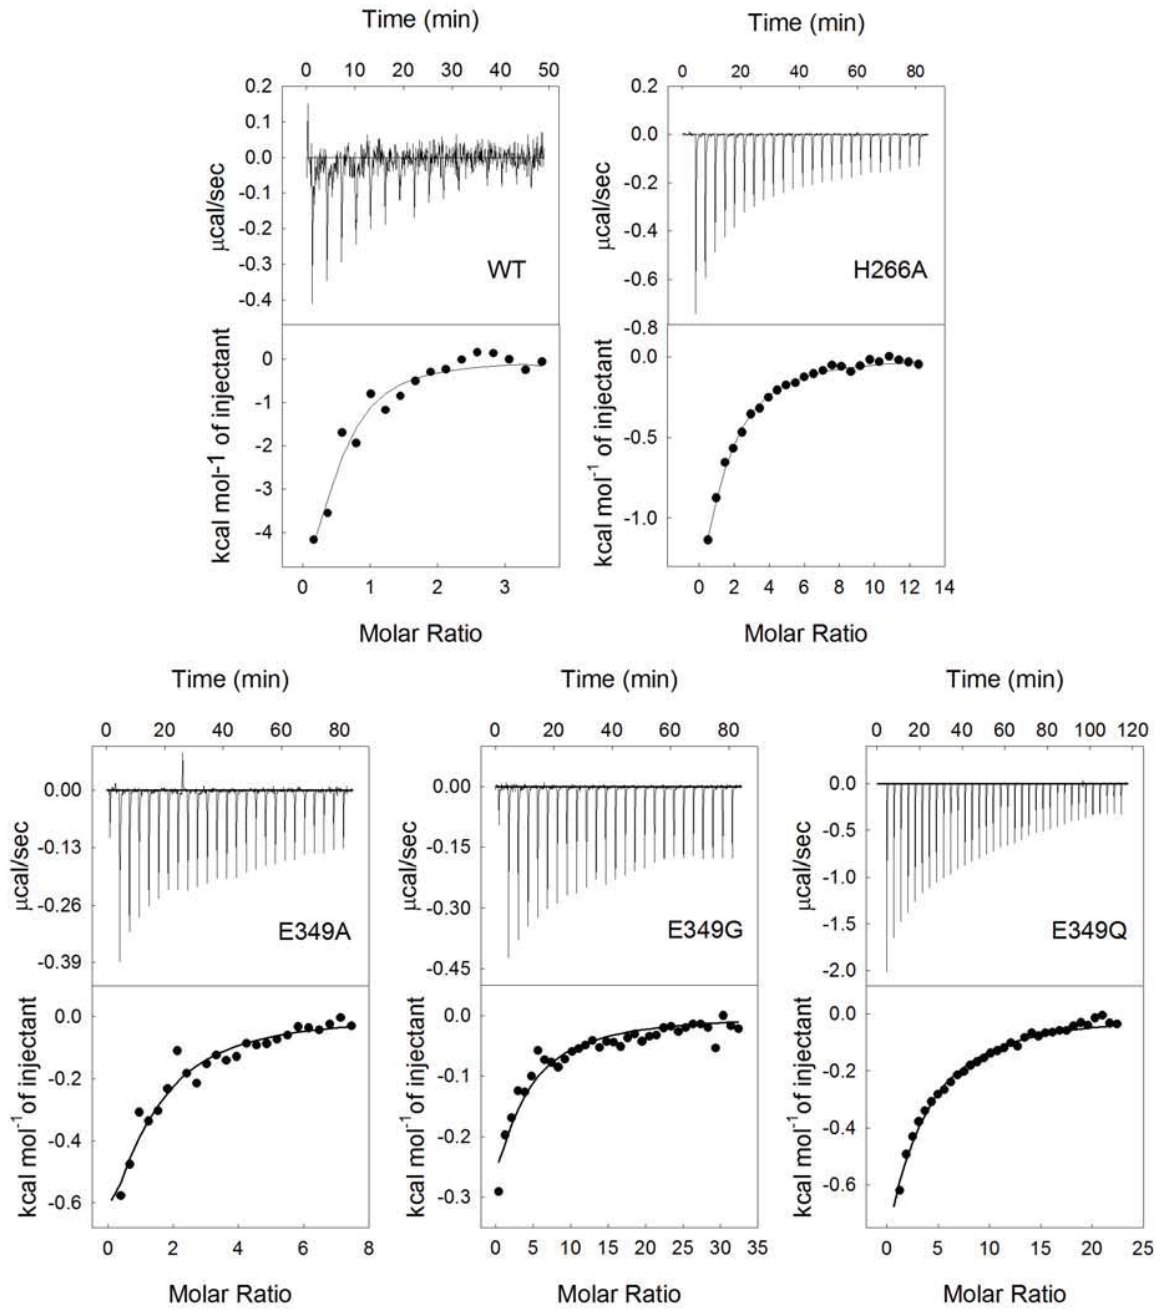 Time (min) Time (min)
0 10 20 30 40 50 0 20 40 60 80
0.2 0.2
0.1 0.0
0.0 -0.2
-0.1 -0.4
-0.2 -0.6
-0.3 -0.8
-0.4
μcal/sec μcal/sec
WT H266A
0 0.0
-1 -0.5
-2 -1.0
-3
-4
kcal mol-1 of injectant kcal mol-1 of injectant
0 1 2 3 0 2 4 6 8 10 12 14
Molar Ratio Molar Ratio
Time (min) Time (min) Time (min)
0 20 40 60 80 0 20 40 60 80 0 20 40 60 80 100 120
0.00 0.00 0.0
-0.13 -0.15 -0.5
-0.26 -0.30 -1.0
-0.39 -0.45 -1.5
-2.0
μcal/sec μcal/sec μcal/sec
E349A E349G E349Q
0.0 0.0 0.0
-0.2 -0.1 -0.2
-0.4 -0.2 -0.4
-0.6 -0.3 -0.6
kcal mol-1 of injectant kcal mol-1 of injectant kcal mol-1 of injectant
0 2 4 6 8 0 5 10 15 20 25 30 35 0 5 10 15 20 25
Molar Ratio Molar Ratio Molar Ratio